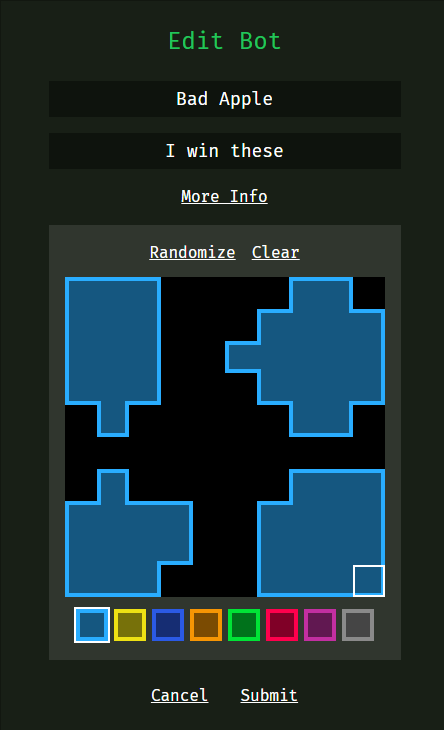 Edit Bot
Bad Apple
I win these
More Info
Randomize Clear
Cancel Submit